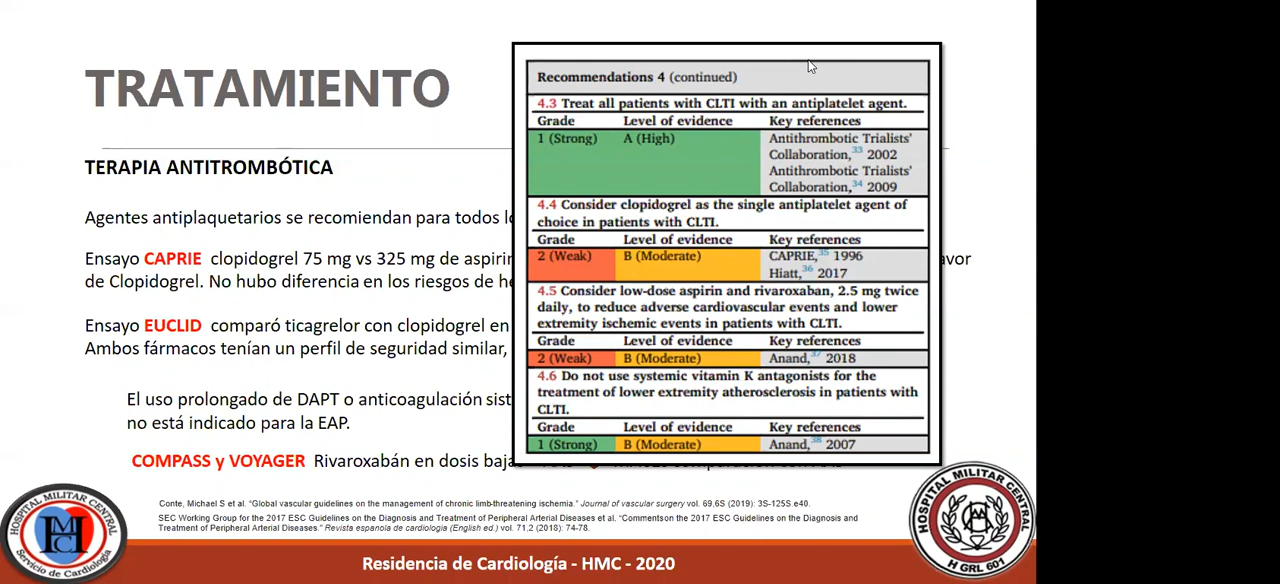 TRATAMIENTO
TERAPIA ANTITROMBÓTICA
Agentes antiplaquetarios se recomiendan para todos
Ensayo CAPRIE clopidogrel 75 mg vs 325 mg de aspirin
de Clopidogrel. No hubo diferencia en los riesgos de
Ensayo EUCLID comparó ticagrelor con clopidogrel en
Ambos fármacos tenían un perfil de seguridad similar,
El uso prolongado de DAPT o anticoagulación
no está indicado para la EAP.
COMPASS y VOYAGER Rivaroxabán en dosis bajas
Recommendations 4 (continued)
4.3 Treat all patients with CLTI with an antiplatelet agent.
Grade Level of evidence Key references
1 (Strong) A (High) Antithrombotic Trialists'
Collaboration,33 2002
Antithrombotic Trialists'
Collaboration,34 2009
4.4 Consider clopidogrel as the single antiplatelet agent of
choice in patients with CLTI.
Grade Level of evidence Key references
2 (Weak) B (Moderate) CAPRIE,35 1996
Hiatt,36 2017
4.5 Consider low-dose aspirin and rivaroxaban, 2.5 mg twice
daily, to reduce adverse cardiovascular events and lower
extremity ischemic events in patients with CLTI.
Grade Level of evidence Key references
2 (Weak) B (Moderate) Anand,37 2018
4.6 Do not use systemic vitamin K antagonists for the
treatment of lower extremity atherosclerosis in patients with
CLTI.
Grade Level of evidence Key references
1 (Strong) B (Moderate) Anand,38 2007
Conte, Michael S et al. "Global vascular guidelines on the management of chronic limb-threatening ischemia." Journal of vascular surgery vol. 69,6S (2019): 3S-125S.e40.
SEC Working Group for the 2017 ESC Guidelines on the Diagnosis and Treatment of Peripheral Arterial Diseases et al. "Comments on the 2017 ESC Guidelines on the Diagnosis and
Treatment of Peripheral Arterial Diseases." Revista espanola de cardiologia (English ed.) vol. 71,2 (2018): 74-78.
HOSPITAL MILITAR CENTRAL
HMC
Servicio de Cardiología
Residencia de Cardiología - HMC - 2020
HOSPITAL MILITAR CENTRAL
H GRL 601